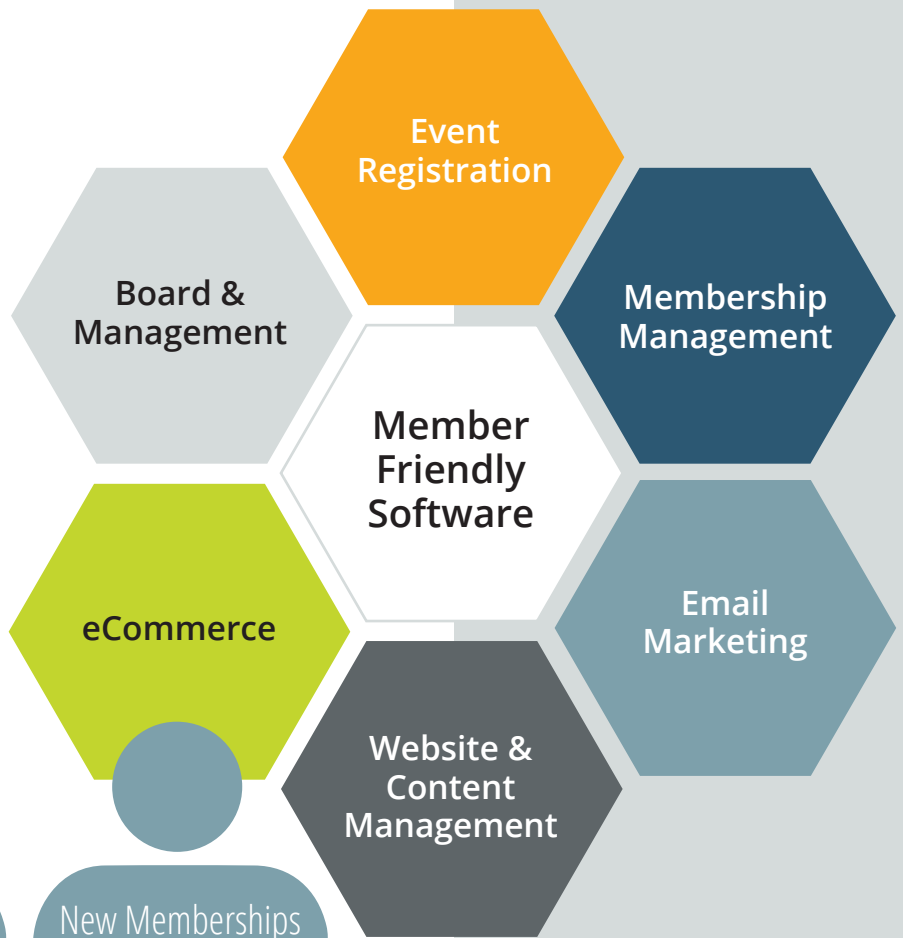 Event
Registration
Board &
Management
Membership
Management
Member
Friendly
Software
eCommerce
Email
Marketing
Website &
Content
Management
New Memberships